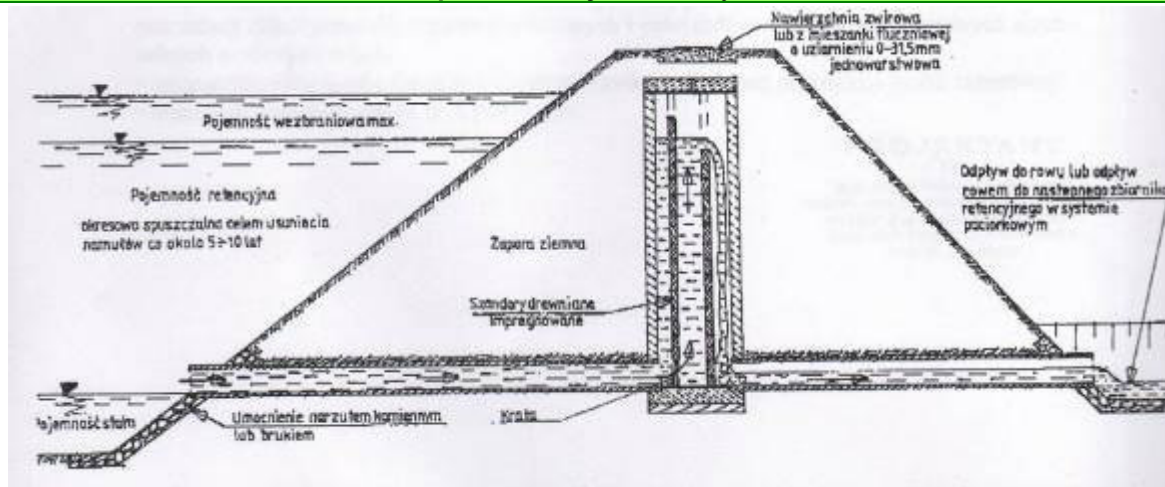 Nawierzchnia żwirowa
lub z mieszanki tłuczniowej
o uziarnieniu 0-31,5mm
jednowarstwowa
Pojemność wezbraniowa max.
Pojemność retencyjna
okresowo spuszczalna celem usunięcia
namułów co około 5÷10 lat
Zapora ziemna
Odpływ do rowu lub odpływ
rowem do następnego zbiornika
retencyjnego w systemie
paciorkowym
Szandory drewniane
impregnowane
Pojemność stała
Umocnienie narzutem kamiennym
lub brukiem
Krata